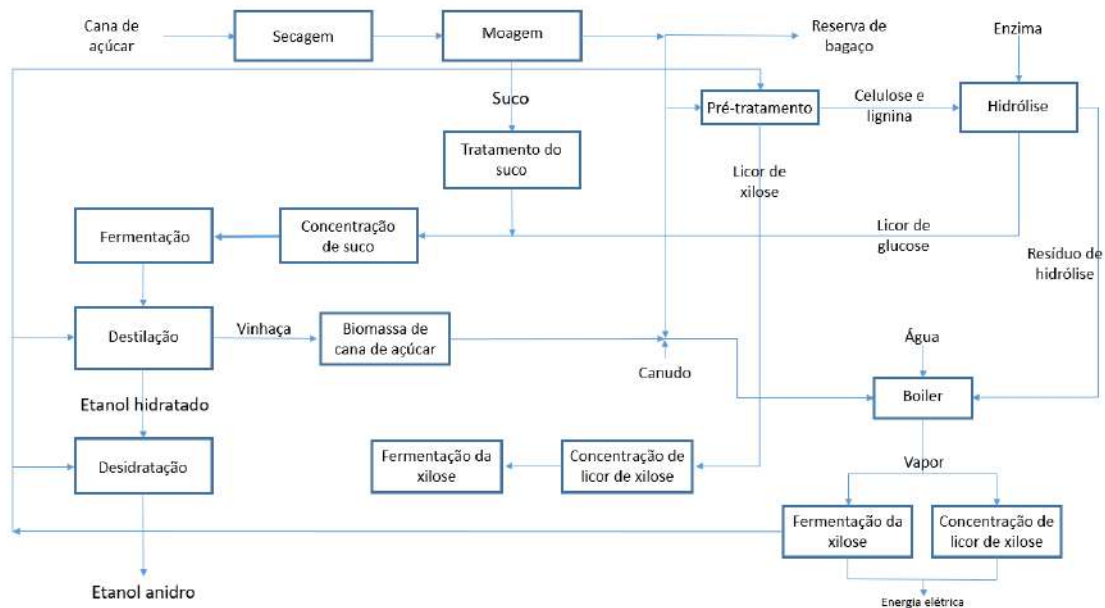 Cana de
açúcar
Secagem
Moagem
Reserva de
bagaço
Enzima
Suco
Pré-tratamento
Celulose e
lignina
Hidrólise
Tratamento do
suco
Licor de
xilose
Fermentação
Concentração
de suco
Licor de
glucose
Resíduo de
hidrólise
Destilação
Vinhaça
Biomassa de
cana de açúcar
Canudo
Água
Boiler
Etanol hidratado
Desidratação
Fermentação da
xilose
Concentração de
licor de xilose
Vapor
Fermentação da
xilose
Concentração de
licor de xilose
Etanol anidro
Energia elétrica